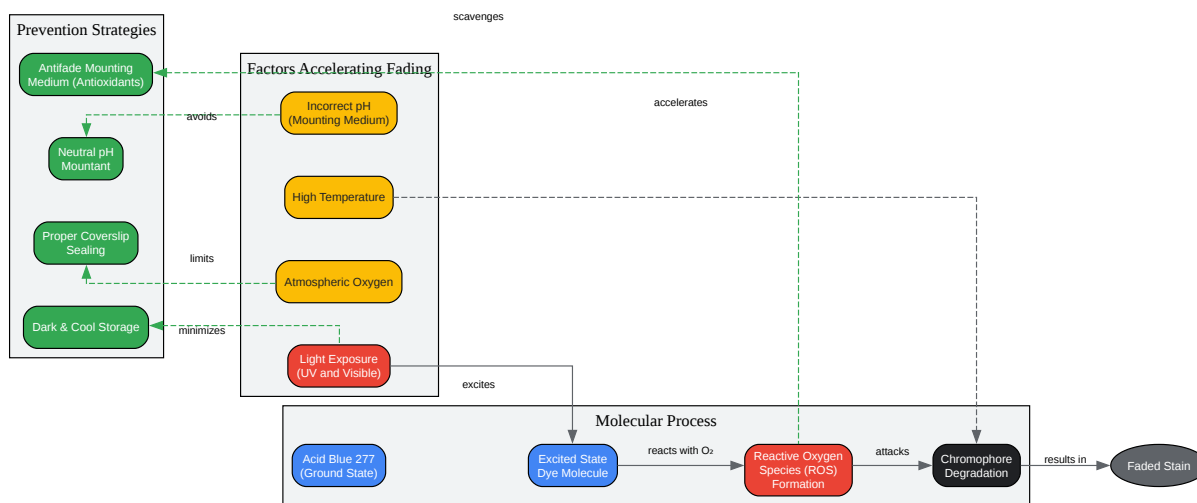 scavenges
Prevention Strategies
Antifade Mounting
Medium (Antioxidants)
Neutral pH
Mountant
Proper Coverslip
Sealing
Dark & Cool Storage
avoids
limits
minimizes
Factors Accelerating Fading
Incorrect pH
(Mounting Medium)
High Temperature
Atmospheric Oxygen
Light Exposure
(UV and Visible)
accelerates
excites
Molecular Process
Acid Blue 277
(Ground State)
Excited State
Dye Molecule
reacts with O₂
Reactive Oxygen
Species (ROS)
Formation
attacks
Chromophore
Degradation
results in
Faded Stain